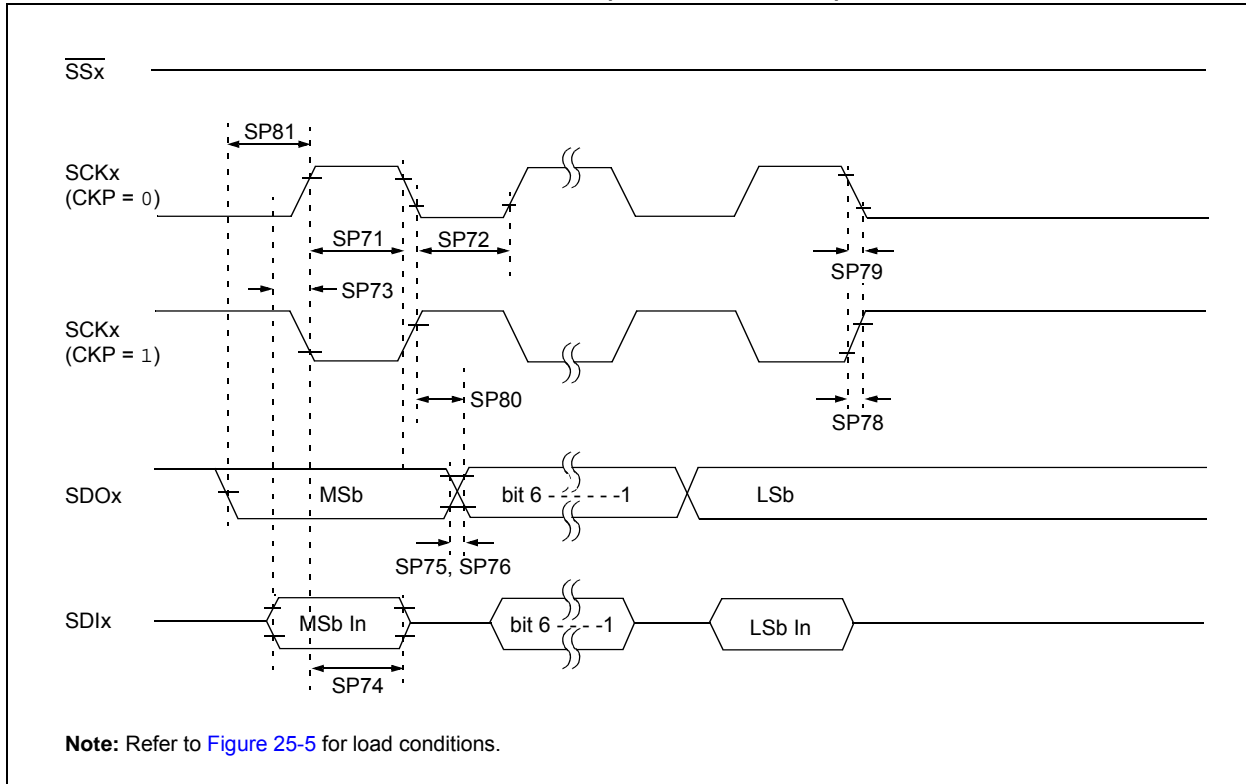 SSx
SP81
SCKx
(CKP = 0)
SP71
SP72
SP79
SP73
SCKx
(CKP = 1)
SP80
SP78
SDOx
MSb
bit 6 - - - - - - -1
LSb
SP75, SP76
SDIx
MSb In
bit 6 - - - - -1
LSb In
SP74
Note: Refer to Figure 25-5 for load conditions.